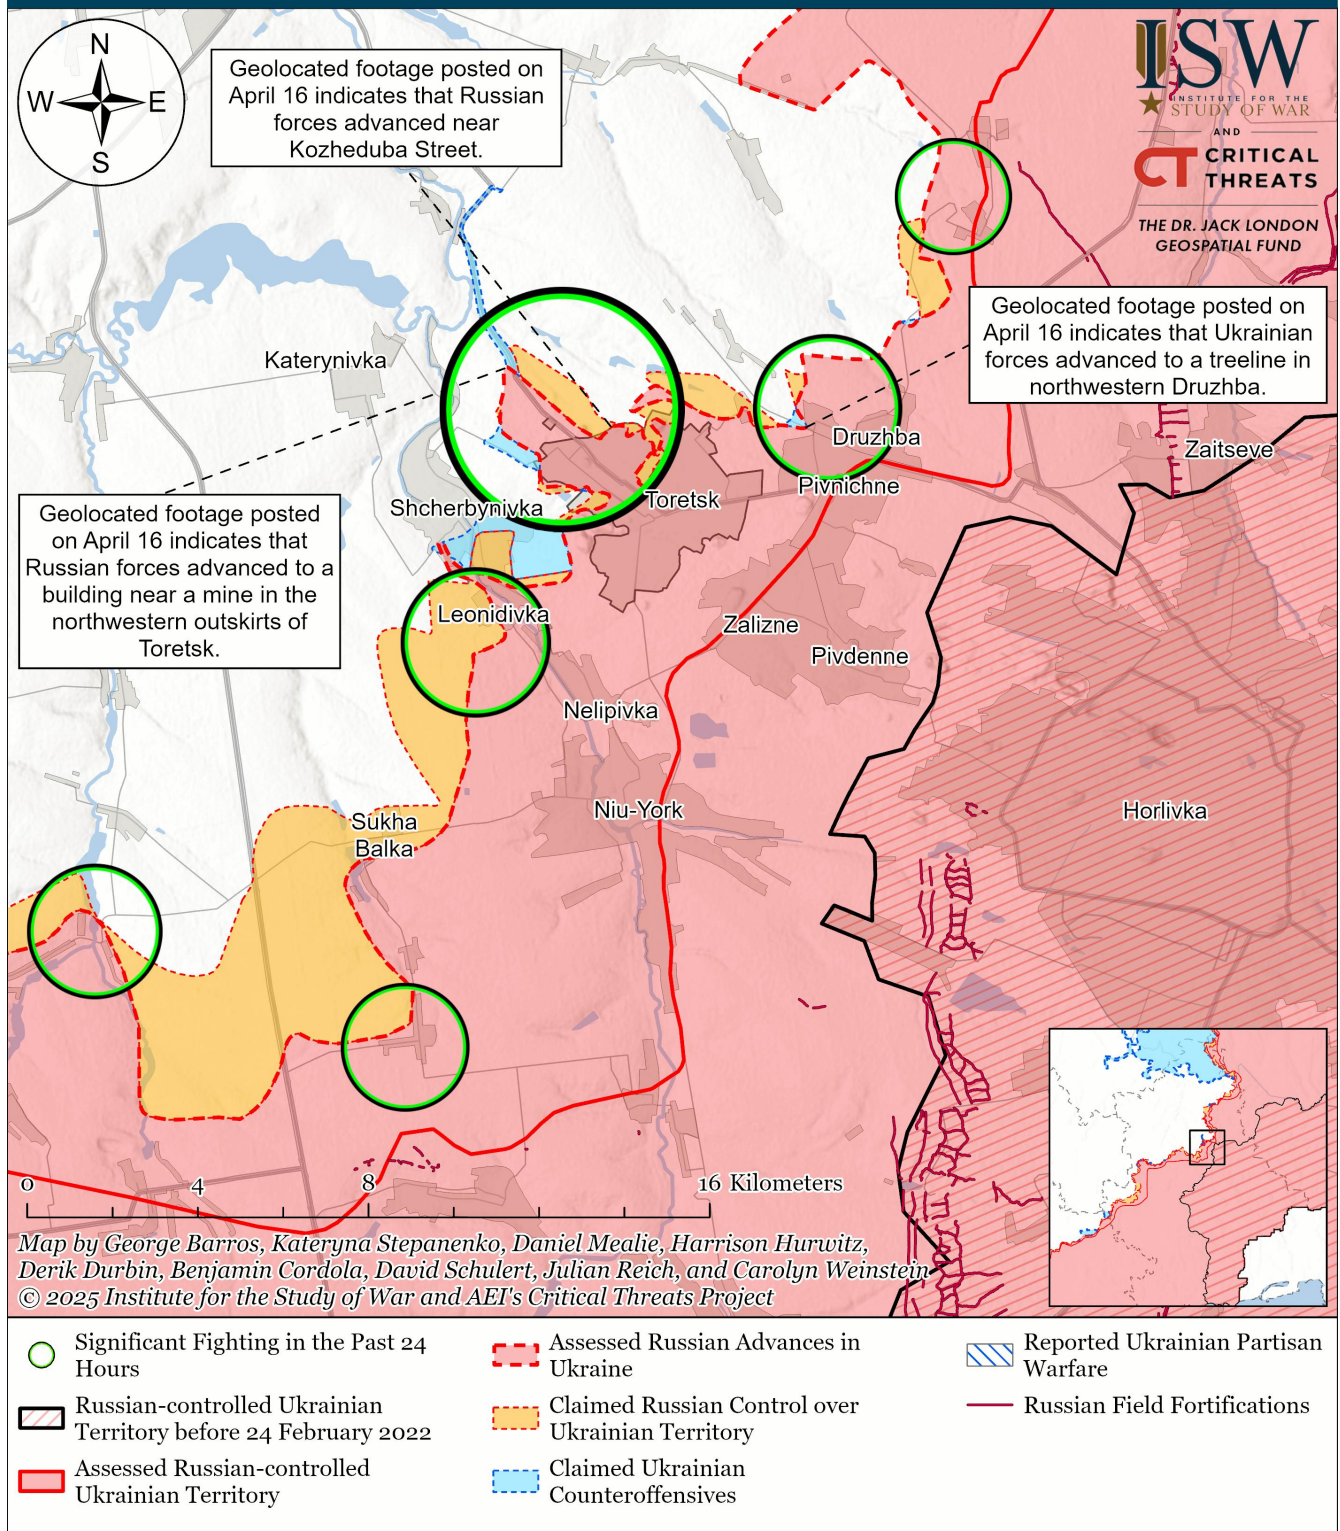 N
W
E
S
Geolocated footage posted on
April 16 indicates that Russian
forces advanced near
Kozheduba Street.
ISW
INSTITUTE FOR THE
STUDY OF WAR
AND
CT CRITICAL
THREATS
THE DR. JACK LONDON
GEOSPATIAL FUND
Geolocated footage posted on
April 16 indicates that Ukrainian
forces advanced to a treeline in
northwestern Druzhba.
Katerynivka
Druzhba
Zaitseve
Pivnichne
Toretsk
Shcherbynivka
Geolocated footage posted
on April 16 indicates that
Russian forces advanced to a
building near a mine in the
northwestern outskirts of
Toretsk.
Leonidivka
Zalizne
Pivdenne
Nelipivka
Niu-York
Horlivka
Sukha
Balka
0
4
8
16 Kilometers
Map by George Barros, Kateryna Stepanenko, Daniel Mealie, Harrison Hurwitz,
Derik Durbin, Benjamin Cordola, David Schulert, Julian Reich, and Carolyn Weinstein
© 2025 Institute for the Study of War and AEI's Critical Threats Project
Significant Fighting in the Past 24
Hours
Russian-controlled Ukrainian
Territory before 24 February 2022
Assessed Russian-controlled
Ukrainian Territory
Assessed Russian Advances in
Ukraine
Claimed Russian Control over
Ukrainian Territory
Claimed Ukrainian
Counteroffensives
Reported Ukrainian Partisan
Warfare
Russian Field Fortifications